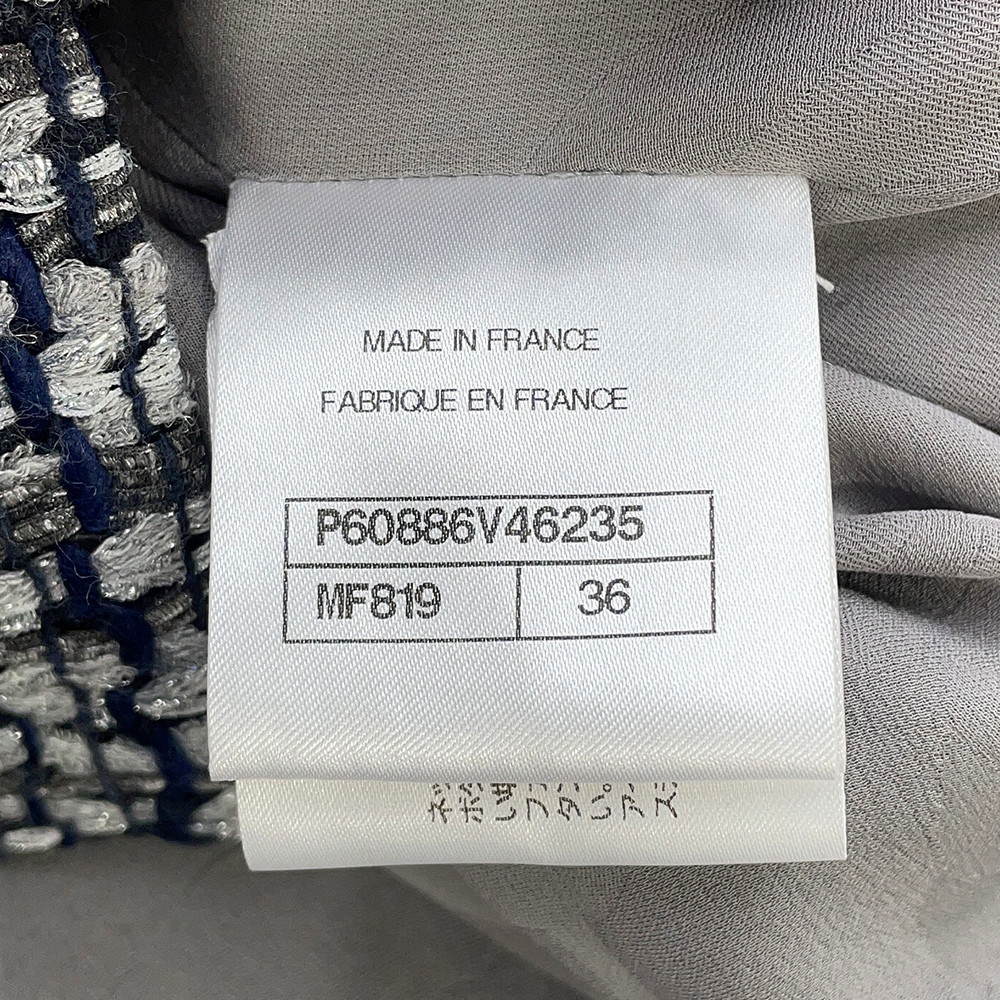 MADE IN FRANCE
FABRIQUE EN FRANCE
P60886V46235
MF819 36